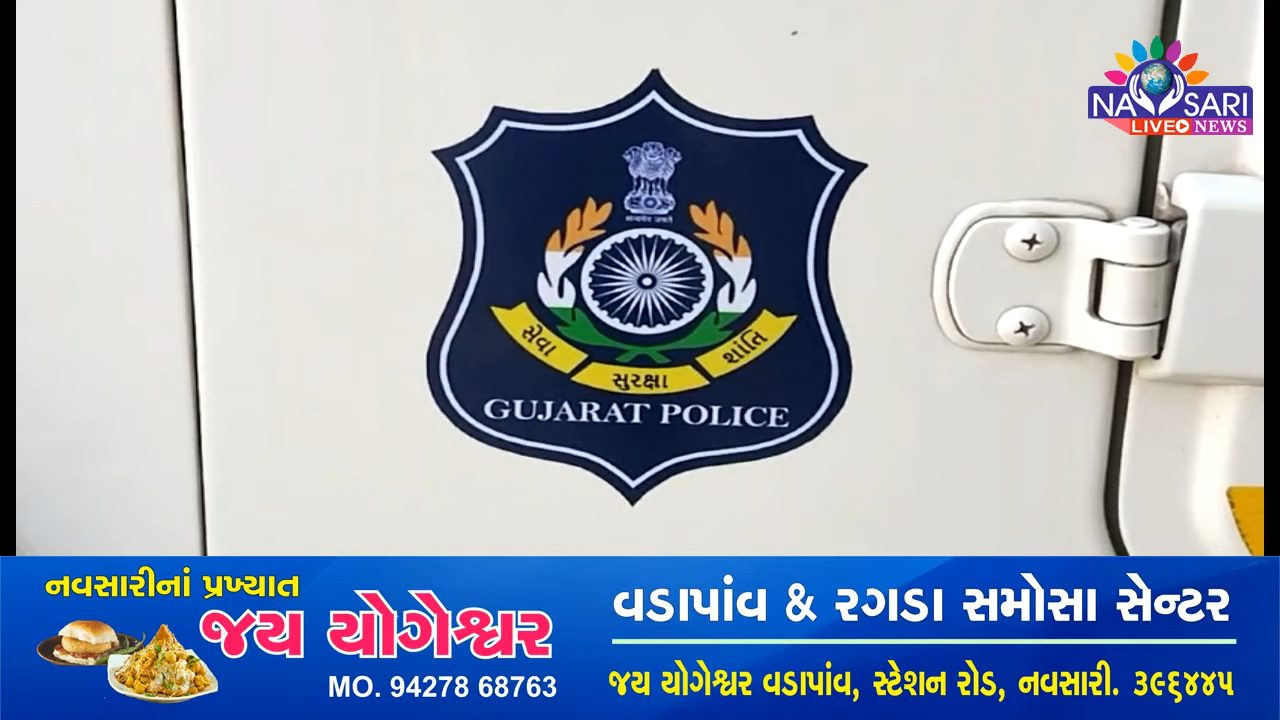 NAVSARI
LIVE NEWS
सत्यमेव जयते
સેવા
સુરક્ષા
શાંતિ
GUJARAT POLICE
નવસારીનાં પ્રખ્યાત
જય યોગેશ્વર
MO. 94278 68763
વડાપાંવ & રગડા સમોસા સેન્ટર
જય યોગેશ્વર વડાપાંવ, સ્ટેશન રોડ, નવસારી. ૩૯૬૪૪૫